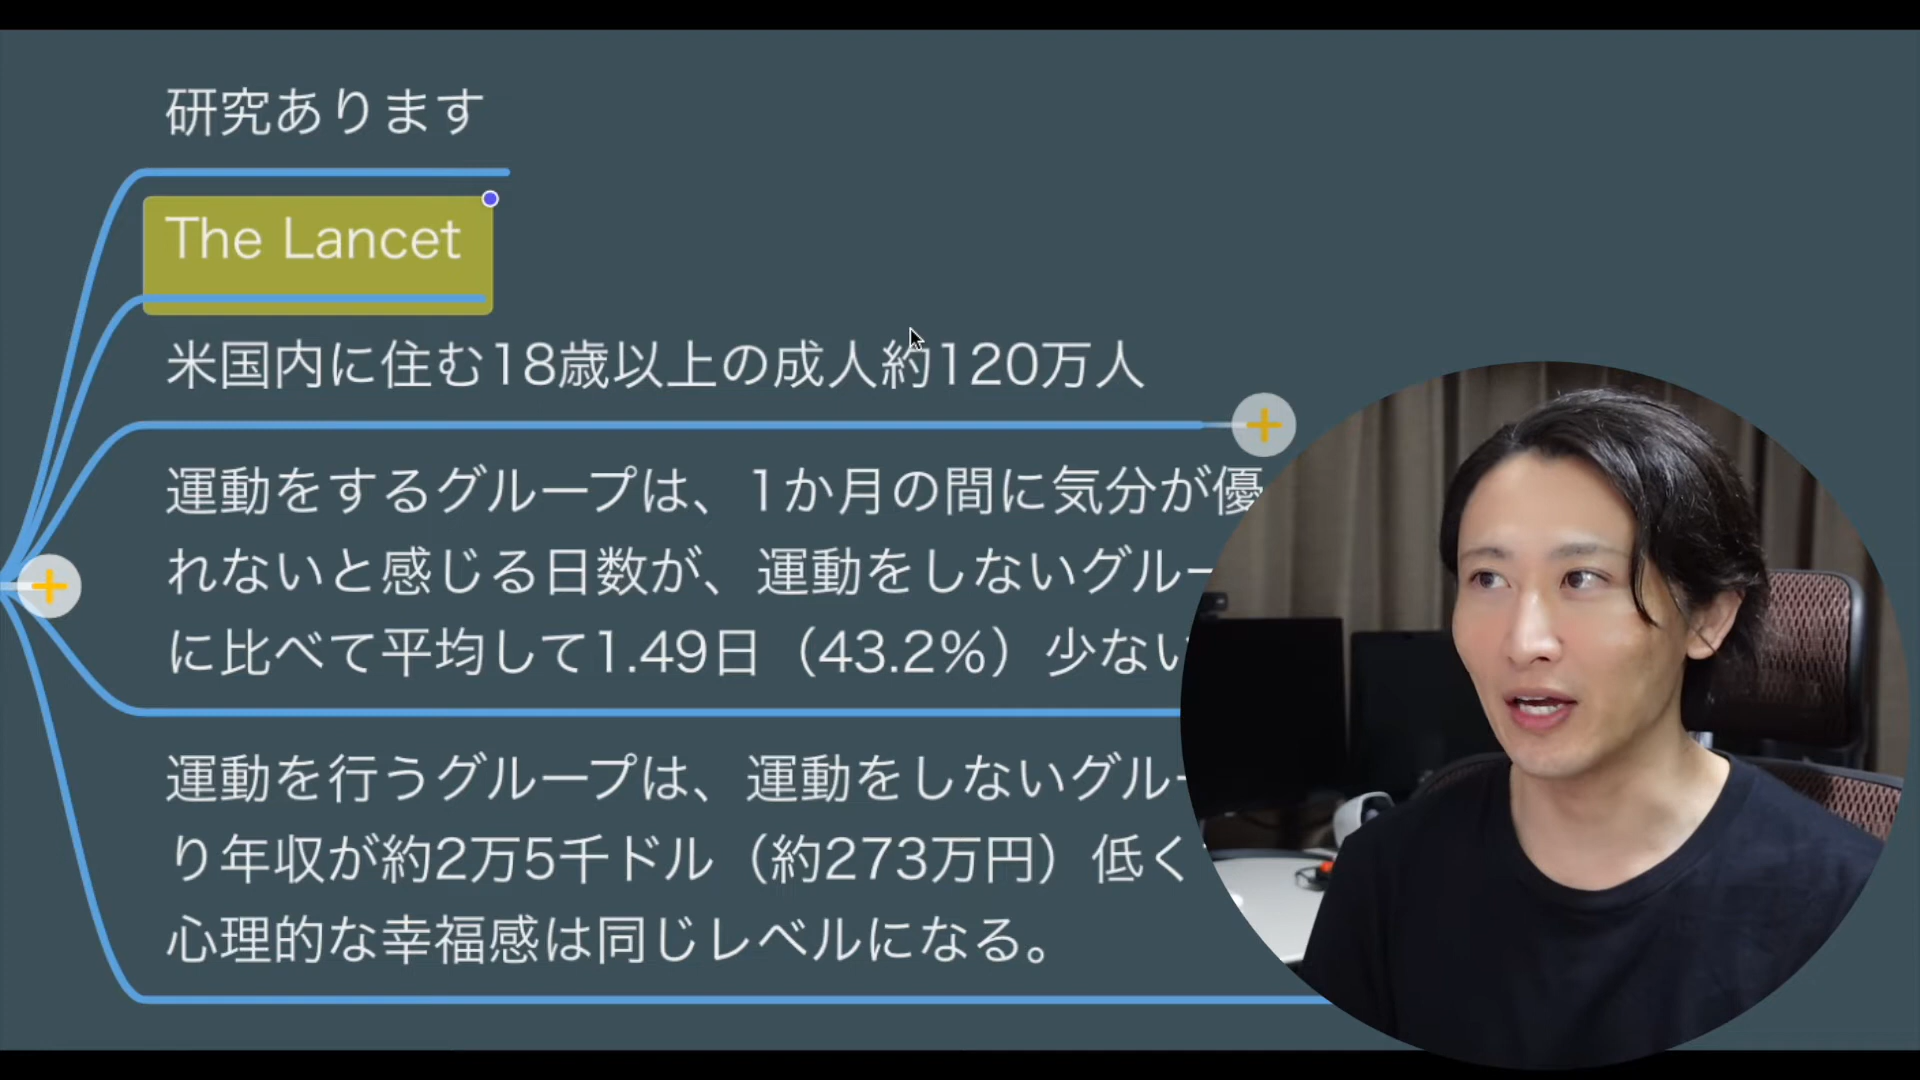 研究あります
The Lancet
米国内に住む18歳以上の成人約120万人
運動をするグループは、1か月の間に気分が優
れないと感じる日数が、運動をしないグルー
に比べて平均して1.49日（43.2%）少な
運動を行うグループは、運動をしないグル
り年収が約2万5千ドル（約273万円）低く
心理的な幸福感は同じレベルになる。